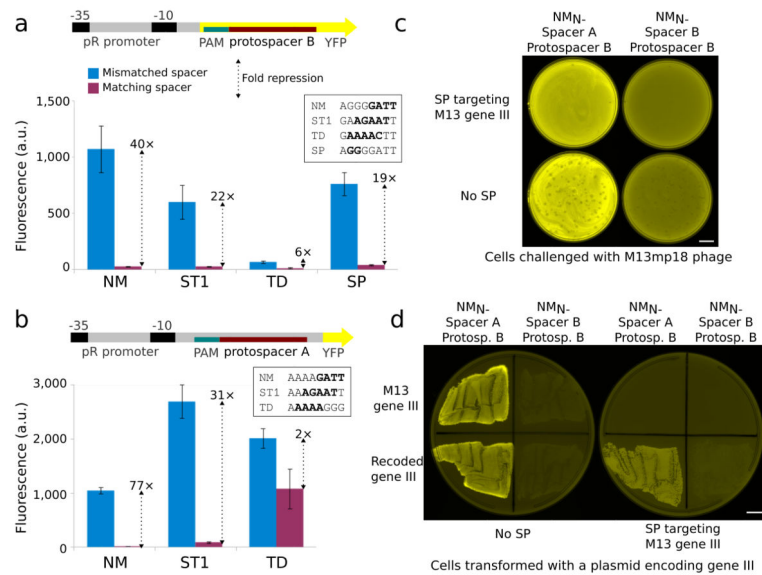 a
-35
-10
pR promoter
PAM
protospacer B
YFP
Mismatched spacer
Matching spacer
Fold repression
NM AGGGGATT
ST1 GAAGAATT
TD GAAAACTT
SP AGGGGATT
Fluorescence (a.u.)
1,500
1,000
500
0
40×
22×
6×
19×
NM
ST1
TD
SP
b
-35
-10
pR promoter
PAM
protospacer A
YFP
NM AAAAGATT
ST1 AAAGAATT
TD AAAAAGGG
Fluorescence (a.u.)
3,000
2,000
1,000
0
77×
31×
2×
NM
ST1
TD
c
NMN-
Spacer A
Protospacer B
NMN-
Spacer B
Protospacer B
SP targeting
M13 gene III
No SP
Cells challenged with M13mp18 phage
d
NMN-
Spacer A
Protosp. B
NMN-
Spacer B
Protosp. B
NMN-
Spacer A
Protosp. B
NMN-
Spacer B
Protosp. B
M13
gene III
Recoded
gene III
No SP
SP targeting
M13 gene III
Cells transformed with a plasmid encoding gene III